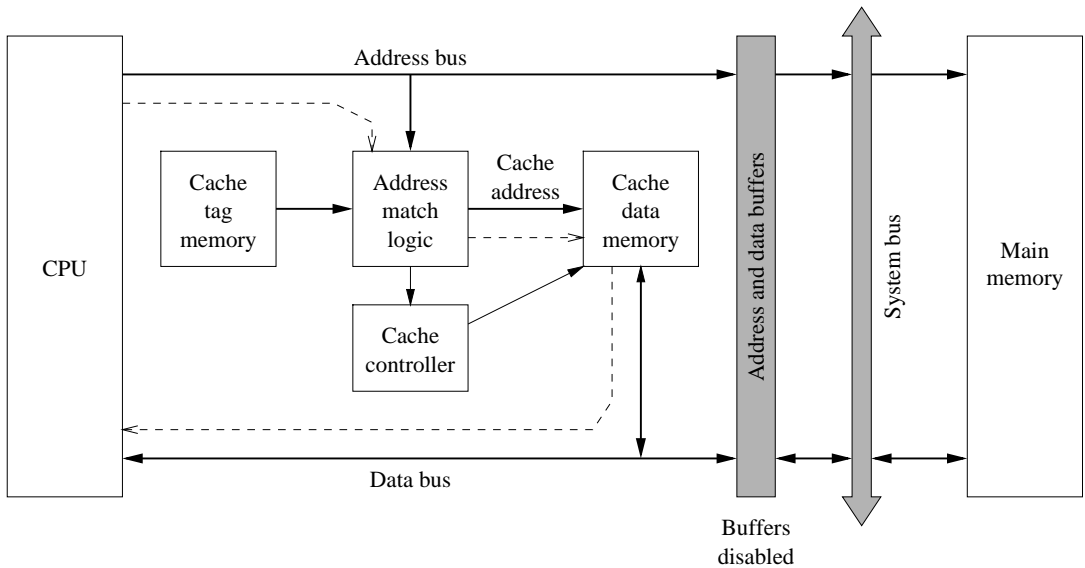 Address bus
Cache
tag
memory
Address
match
logic
Cache
address
Cache
data
memory
CPU
Cache
controller
Address and data buffers
System bus
Main
memory
Data bus
Buffers
disabled